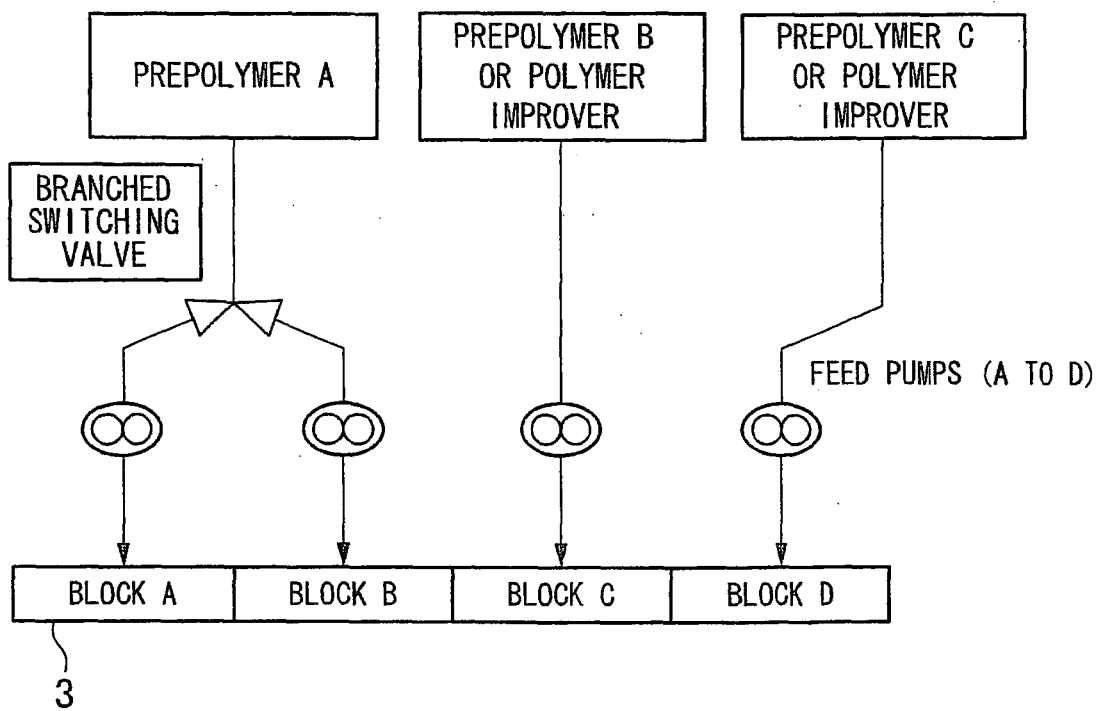 PREPOLYMER A
PREPOLYMER B
OR POLYMER
IMPROVER
PREPOLYMER C
OR POLYMER
IMPROVER
BRANCHED
SWITCHING
VALVE
FEED PUMPS (A TO D)
BLOCK A
BLOCK B
BLOCK C
BLOCK D
3